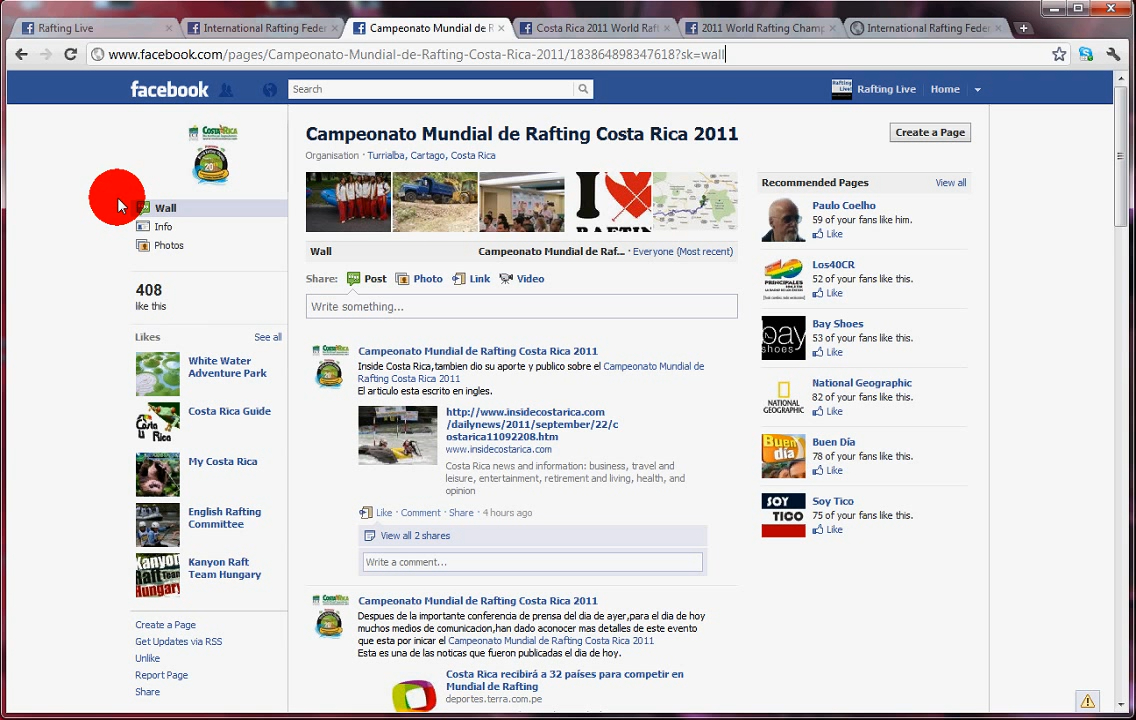 Rafting Live
International Rafting Feder
Campeonato Mundial de R
Costa Rica 2011 World Raft
2011 World Rafting Champ
International Rafting Feder
www.facebook.com/pages/Campeonato-Mundial-de-Rafting-Costa-Rica-2011/183864898347618?sk=wall
facebook
Search
Rafting Live
Home
COSTA RICA
Wall
Info
Photos
408
like this
Likes
See all
White Water
Adventure Park
Costa Rica Guide
My Costa Rica
English Rafting
Committee
Kanyon Raft
Team Hungary
Create a Page
Get Updates via RSS
Unlike
Report Page
Share
Campeonato Mundial de Rafting Costa Rica 2011
Organisation · Turrialba, Cartago, Costa Rica
Create a Page
I
RAFTING
Wall
Campeonato Mundial de Raf... · Everyone (Most recent)
Share: Post Photo Link Video
Write something...
Campeonato Mundial de Rafting Costa Rica 2011
Inside Costa Rica,tambien dio su aporte y publico sobre el Campeonato Mundial de
Rafting Costa Rica 2011
El articulo esta escrito en ingles.
http://www.insidecostarica.com
/dailynews/2011/september/22/c
ostarica11092208.htm
www.insidecostarica.com
Costa Rica news and information: business, travel and
leisure, entertainment, retirement and living, health, and
opinion
Like · Comment · Share · 4 hours ago
View all 2 shares
Write a comment...
Campeonato Mundial de Rafting Costa Rica 2011
Despues de la importante conferencia de prensa del dia de ayer,para el dia de hoy
muchos medios de comunicacion,han dado aconocer mas detalles de este evento
que esta por inicar el Campeonato Mundial de Rafting Costa Rica 2011
Esta es una de las noticas que fueron publicadas el dia de hoy.
Costa Rica recibirá a 32 países para competir en
Mundial de Rafting
deportes.terra.com.pe
Recommended Pages
View all
Paulo Coelho
59 of your fans like him.
Like
Los40CR
52 of your fans like this.
Like
PRINCIPALES
Bay Shoes
53 of your fans like this.
Like
bay
shoes
National Geographic
82 of your fans like this.
Like
NATIONAL
GEOGRAPHIC
Buen Día
78 of your fans like this.
Like
Buen
día
Soy Tico
75 of your fans like this.
Like
SOY
TICO